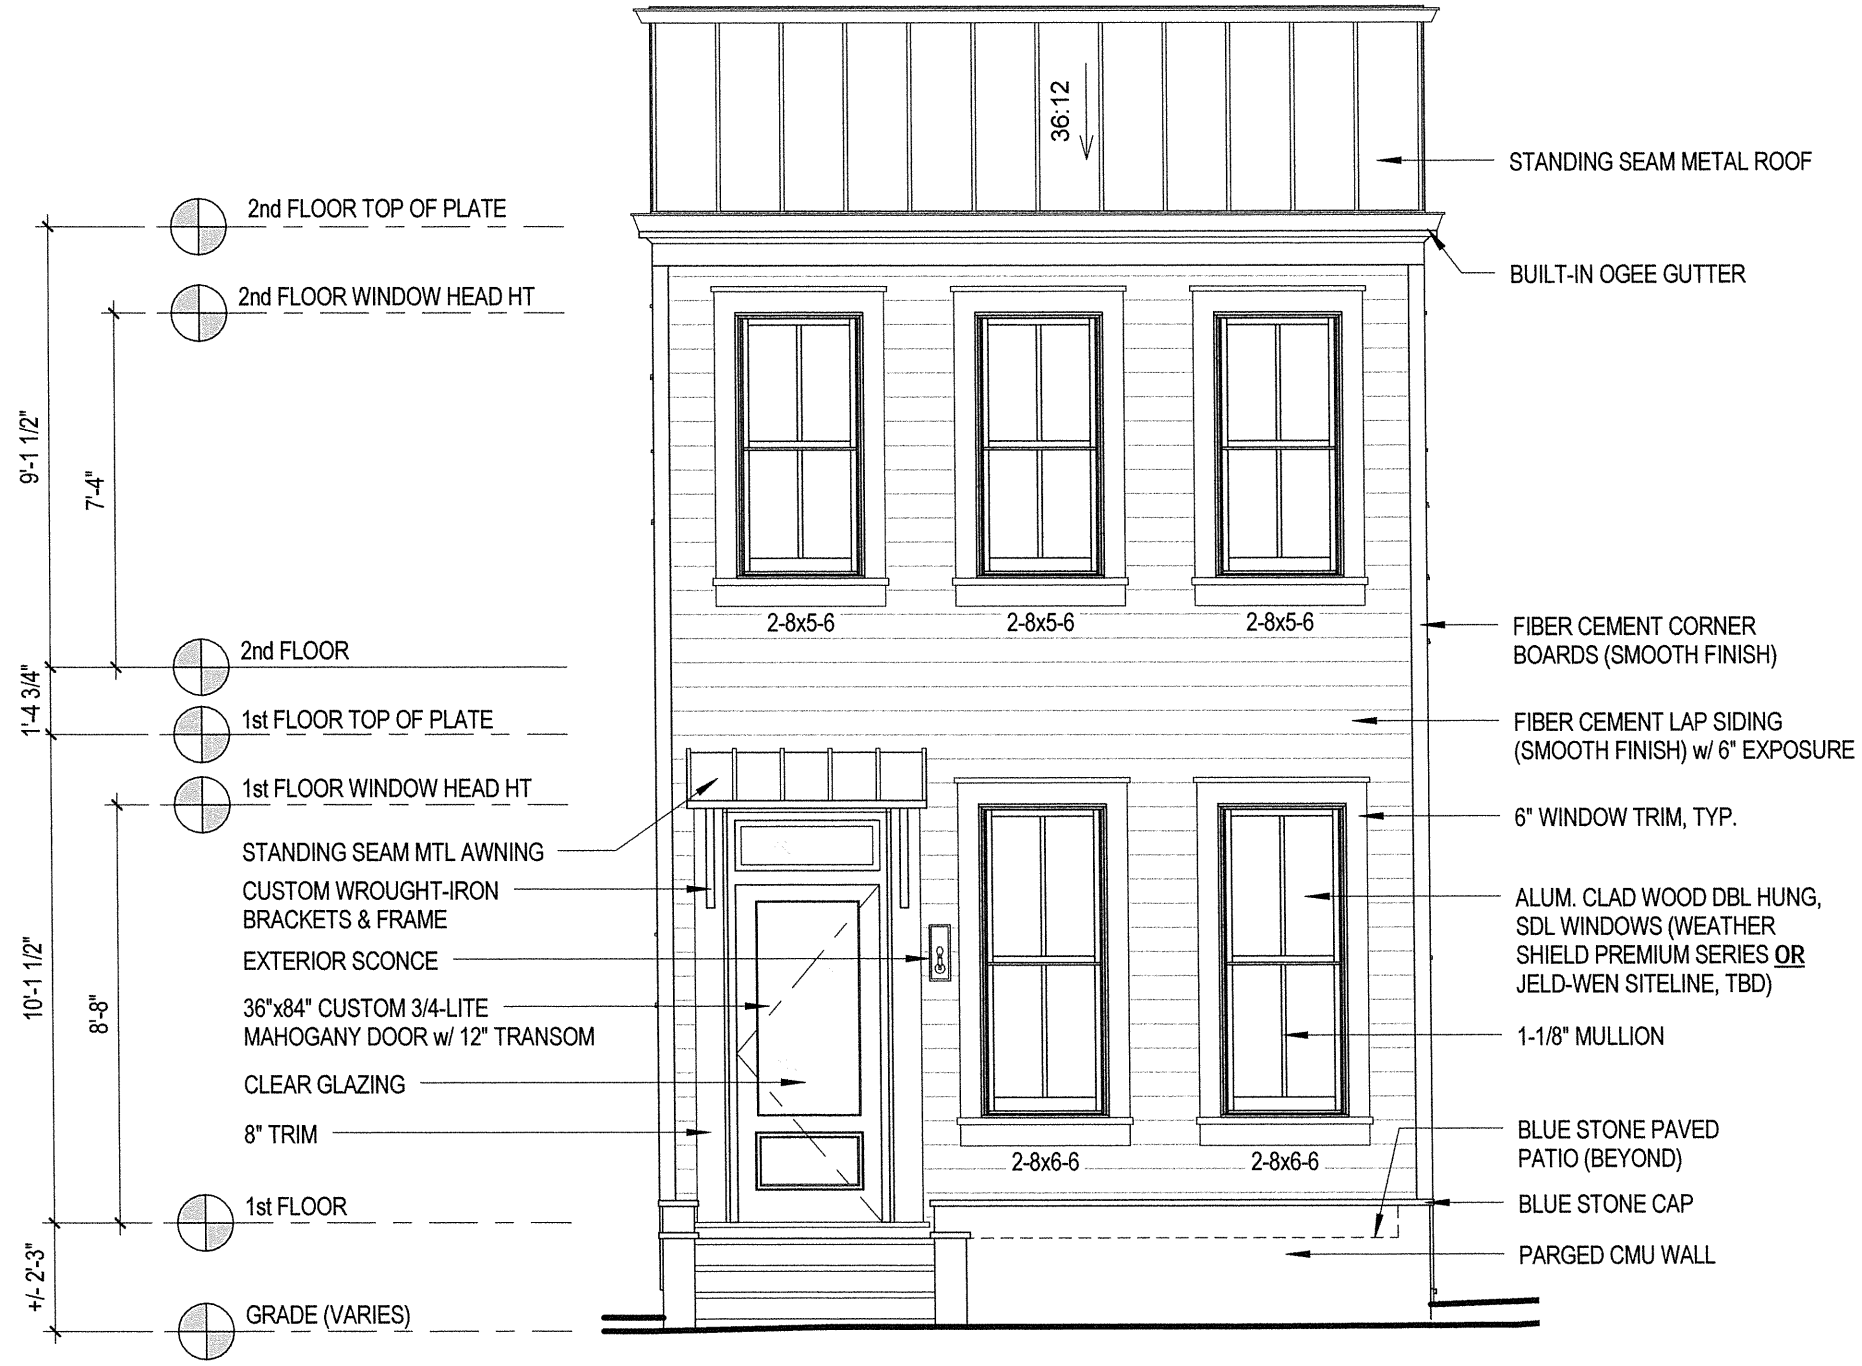 36:12
2nd FLOOR TOP OF PLATE
2nd FLOOR WINDOW HEAD HT
9'-1 1/2"
7'-4"
2nd FLOOR
1'-4 3/4"
1st FLOOR TOP OF PLATE
1st FLOOR WINDOW HEAD HT
10'-1 1/2"
8'-8"
STANDING SEAM MTL AWNING
CUSTOM WROUGHT-IRON
BRACKETS & FRAME
EXTERIOR SCONCE
36"x84" CUSTOM 3/4-LITE
MAHOGANY DOOR w/ 12" TRANSOM
CLEAR GLAZING
8" TRIM
1st FLOOR
+/- 2'-3"
GRADE (VARIES)
2-8x5-6
2-8x5-6
2-8x5-6
2-8x6-6
2-8x6-6
STANDING SEAM METAL ROOF
BUILT-IN OGEE GUTTER
FIBER CEMENT CORNER
BOARDS (SMOOTH FINISH)
FIBER CEMENT LAP SIDING
(SMOOTH FINISH) w/ 6" EXPOSURE
6" WINDOW TRIM, TYP.
ALUM. CLAD WOOD DBL HUNG,
SDL WINDOWS (WEATHER
SHIELD PREMIUM SERIES OR
JELD-WEN SITELINE, TBD)
1-1/8" MULLION
BLUE STONE PAVED
PATIO (BEYOND)
BLUE STONE CAP
PARGED CMU WALL